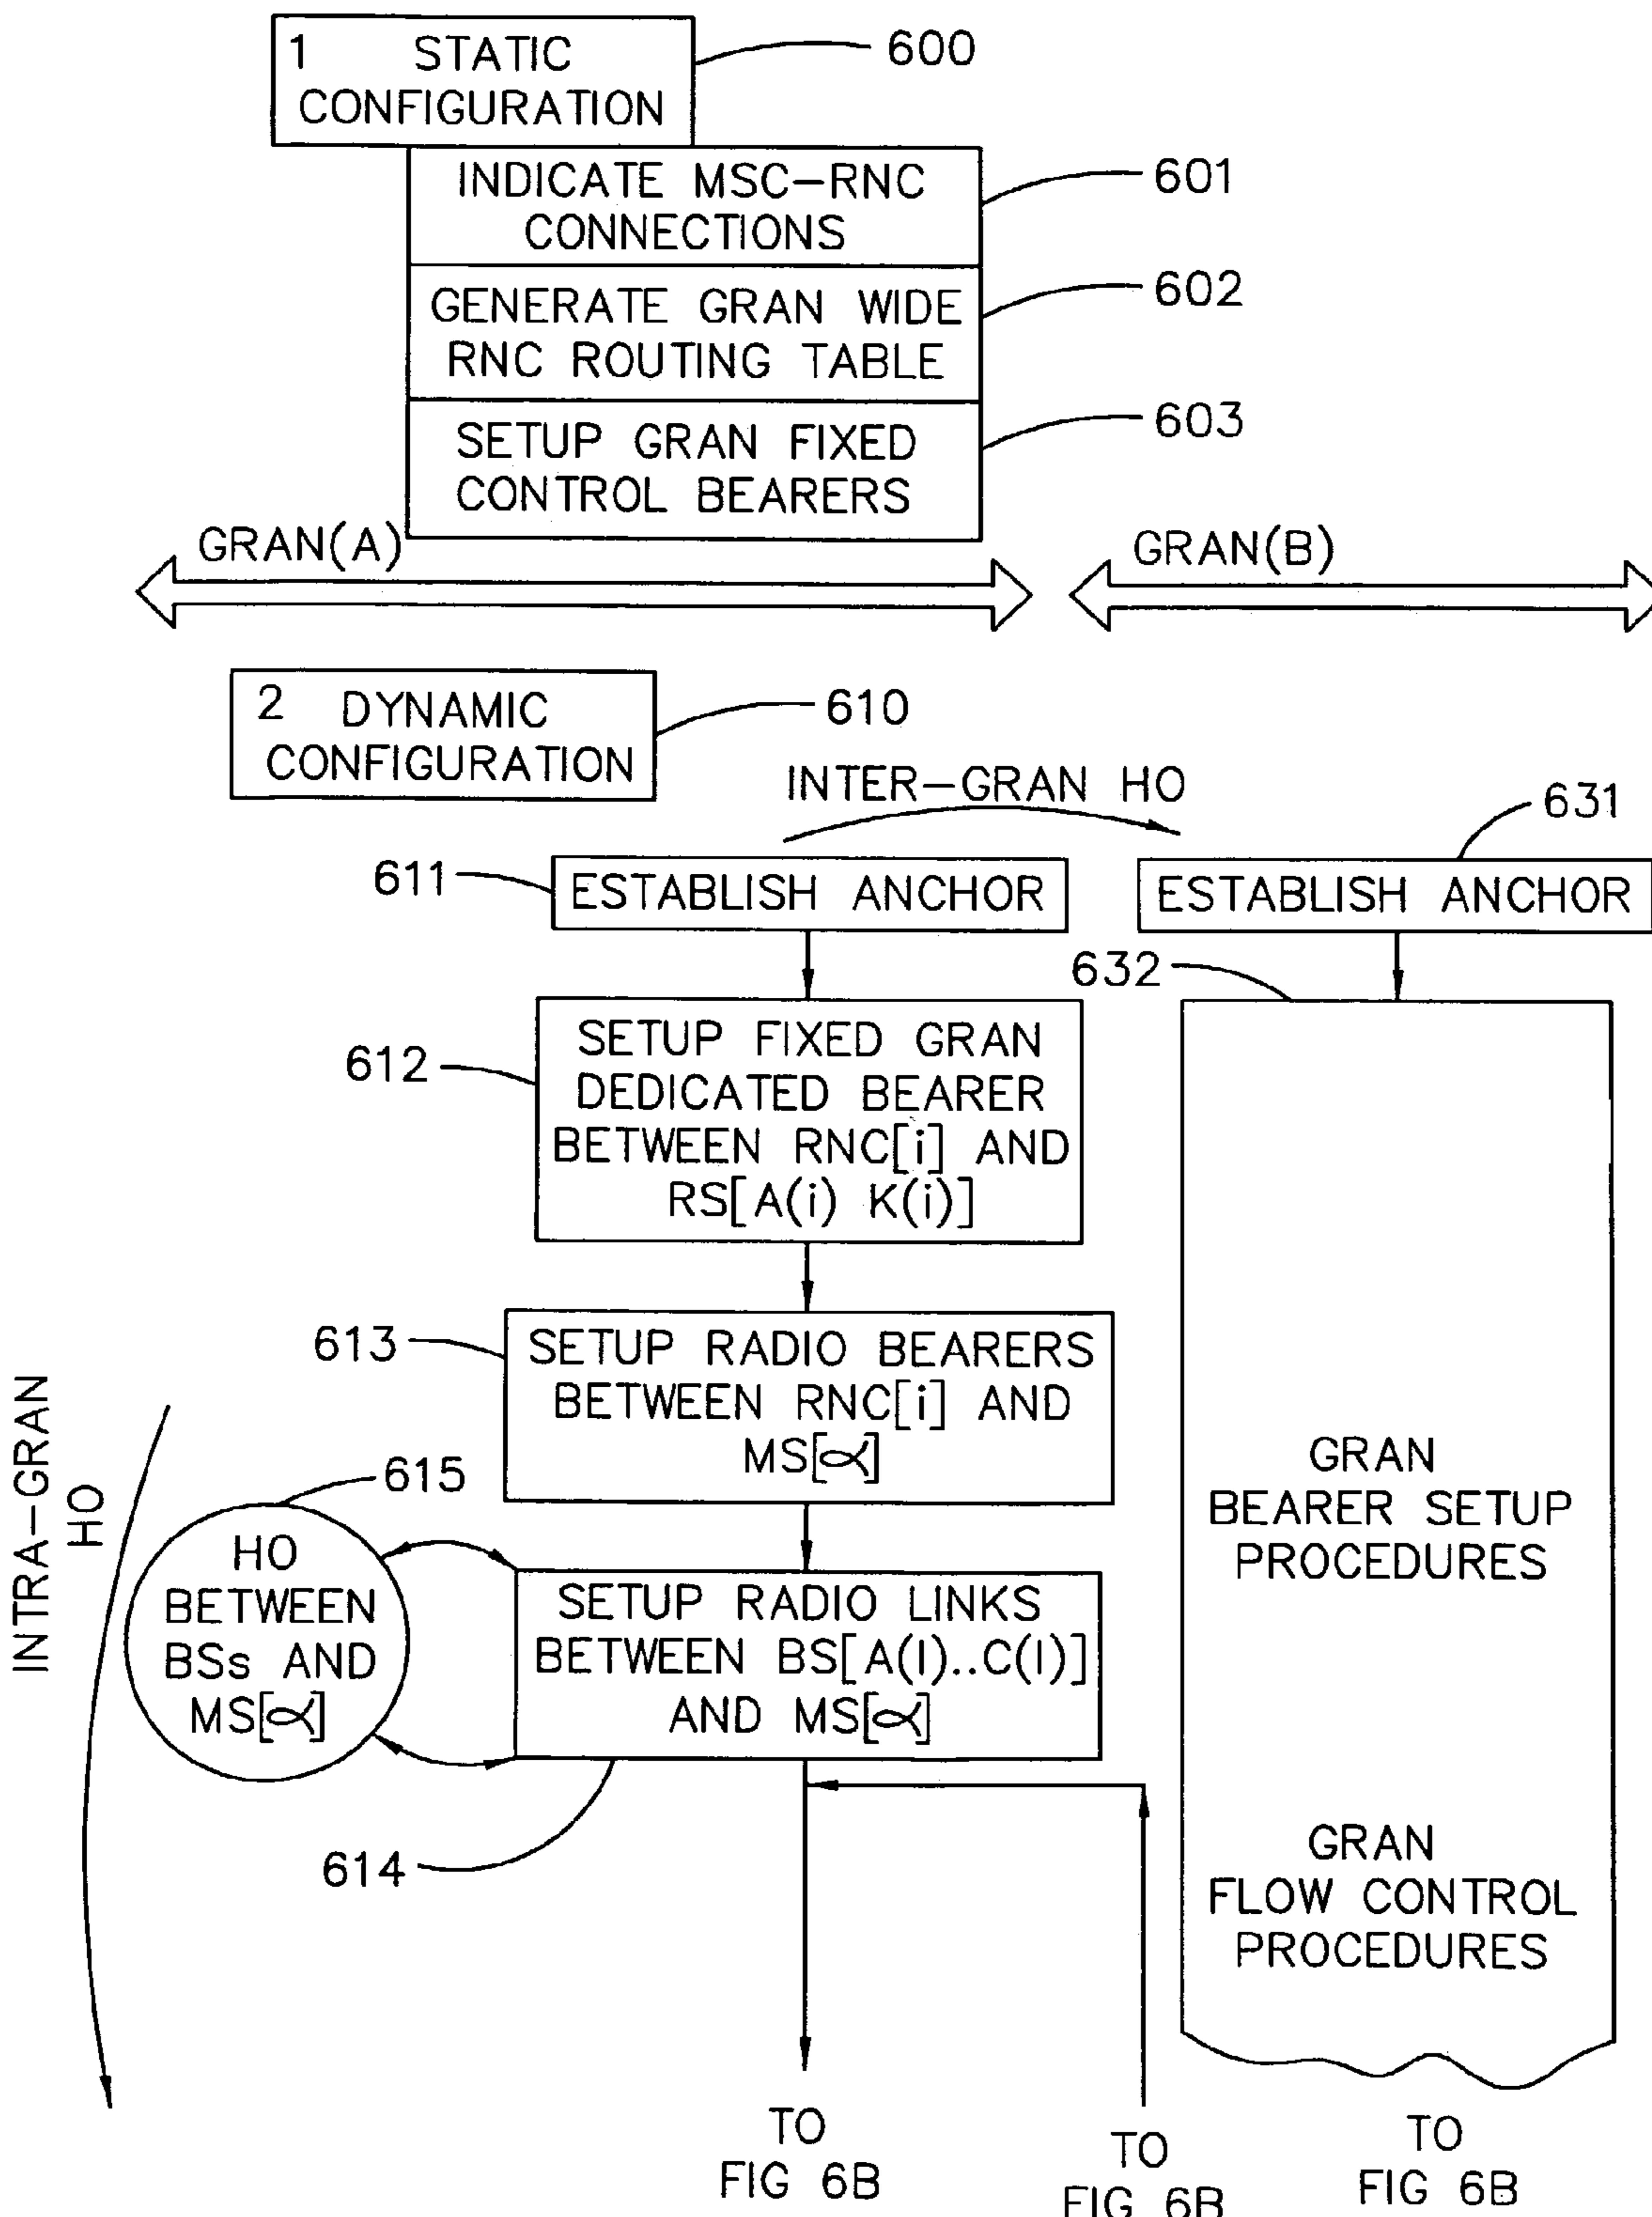 1 STATIC
CONFIGURATION
600
INDICATE MSC-RNC
CONNECTIONS
601
GENERATE GRAN WIDE
RNC ROUTING TABLE
602
SETUP GRAN FIXED
CONTROL BEARERS
603
GRAN(A)
GRAN(B)
2 DYNAMIC
CONFIGURATION
610
INTER-GRAN HO
631
611
ESTABLISH ANCHOR
ESTABLISH ANCHOR
632
612
SETUP FIXED GRAN
DEDICATED BEARER
BETWEEN RNC[i] AND
RS[A(i) K(i)]
613
SETUP RADIO BEARERS
BETWEEN RNC[i] AND
MS[α]
INTRA-GRAN
HO
615
HO
BETWEEN
BSs AND
MS[α]
SETUP RADIO LINKS
BETWEEN BS[A(I)..C(I)]
AND MS[α]
614
GRAN
BEARER SETUP
PROCEDURES
GRAN
FLOW CONTROL
PROCEDURES
TO
FIG 6B
TO
FIG 6B
TO
FIG 6B